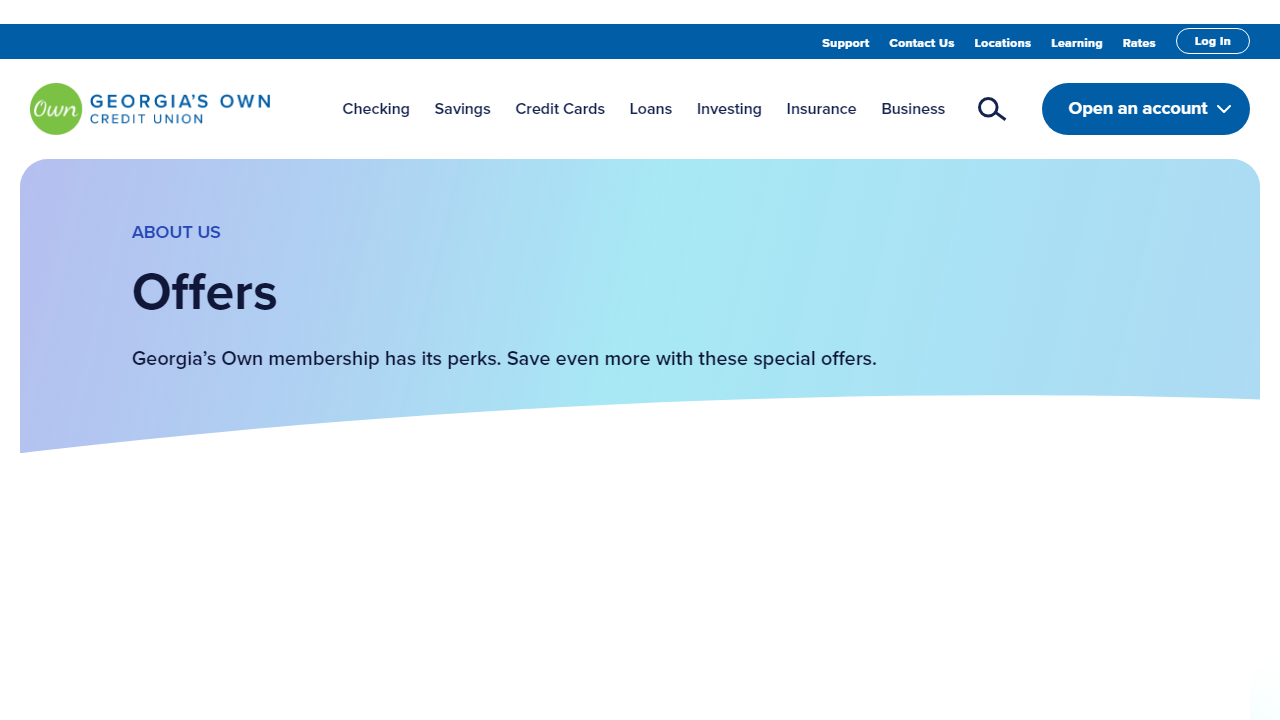 Support Contact Us Locations Learning Rates Log In
Own GEORGIA'S OWN
CREDIT UNION
Checking Savings Credit Cards Loans Investing Insurance Business Open an account
ABOUT US
Offers
Georgia’s Own membership has its perks. Save even more with these special offers.